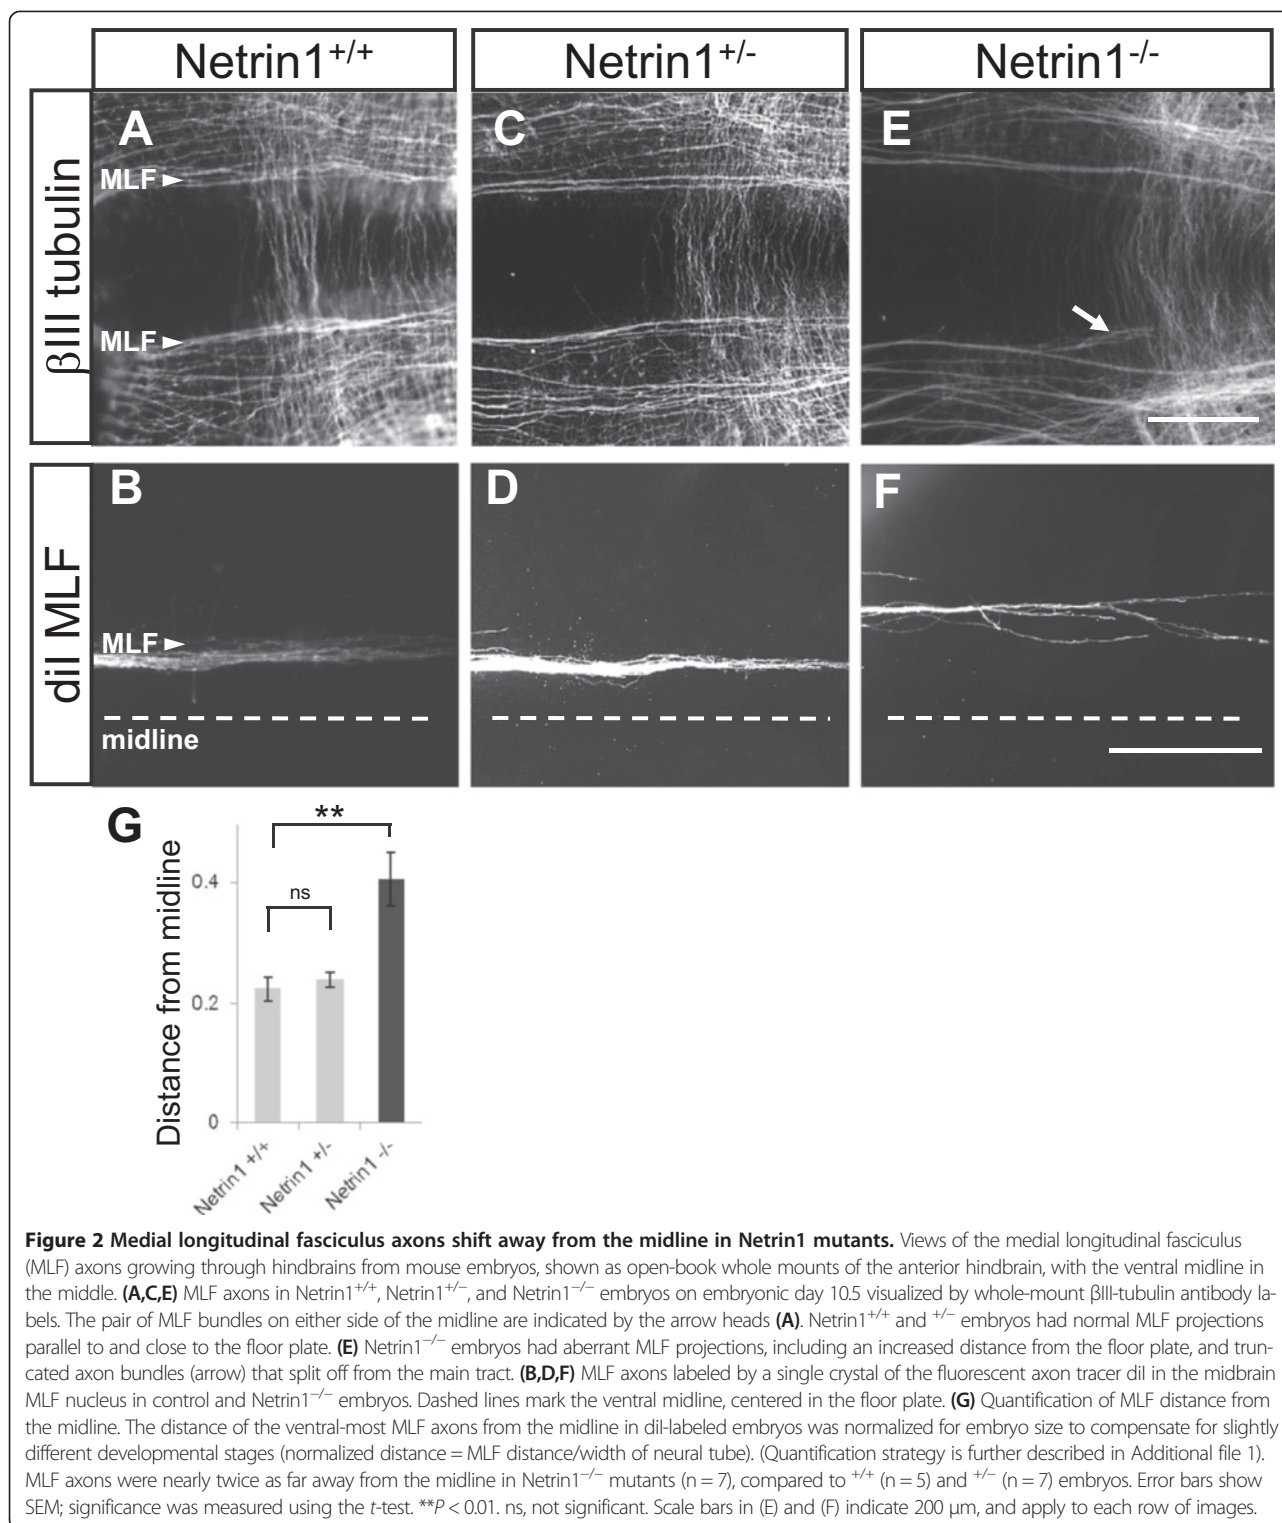 Netrin1+/+ Netrin1+/- Netrin1-/-
βIII tubulin
A
MLF
MLF
C
E
diI MLF
B
MLF
midline
D
F
G
Distance from midline
**
ns
0.4
0.2
0
Netrin1 +/+
Netrin1 +/-
Netrin1 -/-
Figure 2 Medial longitudinal fasciculus axons shift away from the midline in Netrin1 mutants. Views of the medial longitudinal fasciculus
(MLF) axons growing through hindbrains from mouse embryos, shown as open-book whole mounts of the anterior hindbrain, with the ventral midline in
the middle. (A,C,E) MLF axons in Netrin1+/+, Netrin1+/−, and Netrin1−/− embryos on embryonic day 10.5 visualized by whole-mount βIII-tubulin antibody la-
bels. The pair of MLF bundles on either side of the midline are indicated by the arrow heads (A). Netrin1+/+ and +/− embryos had normal MLF projections
parallel to and close to the floor plate. (E) Netrin1−/− embryos had aberrant MLF projections, including an increased distance from the floor plate, and trun-
cated axon bundles (arrow) that split off from the main tract. (B,D,F) MLF axons labeled by a single crystal of the fluorescent axon tracer diI in the midbrain
MLF nucleus in control and Netrin1−/− embryos. Dashed lines mark the ventral midline, centered in the floor plate. (G) Quantification of MLF distance from
the midline. The distance of the ventral-most MLF axons from the midline in diI-labeled embryos was normalized for embryo size to compensate for slightly
different developmental stages (normalized distance = MLF distance/width of neural tube). (Quantification strategy is further described in Additional file 1).
MLF axons were nearly twice as far away from the midline in Netrin1−/− mutants (n = 7), compared to +/+ (n = 5) and +/− (n = 7) embryos. Error bars show
SEM; significance was measured using the t-test. **P < 0.01. ns, not significant. Scale bars in (E) and (F) indicate 200 μm, and apply to each row of images.